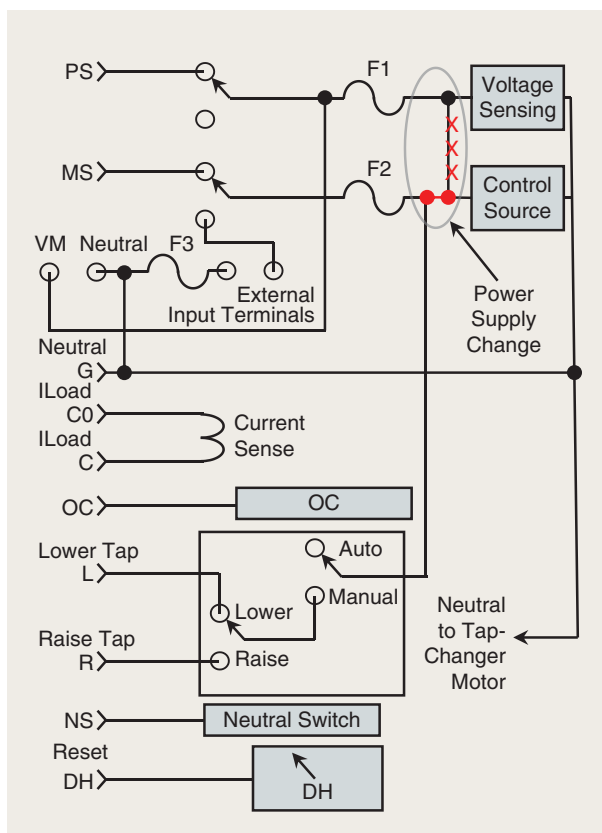 PS
F1
Voltage
Sensing
X
X
X
MS
F2
Control
Source
VM
Neutral
F3
External
Input Terminals
Power
Supply
Change
Neutral
G
ILoad
C0
ILoad
C
Current
Sense
OC
OC
Lower Tap
L
Auto
Manual
Lower
Raise Tap
R
Raise
Neutral
to Tap-
Changer
Motor
NS
Neutral Switch
Reset
DH
DH